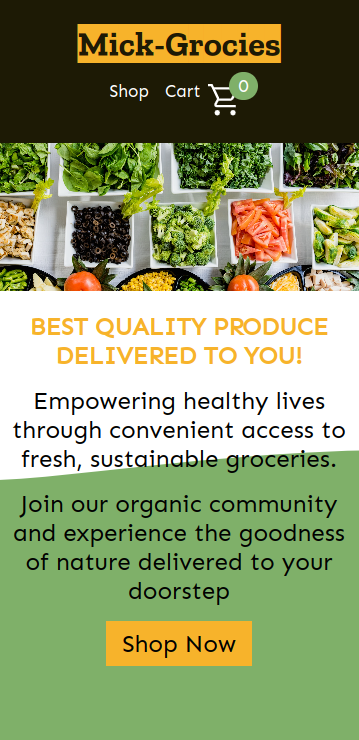 Mick-Grocies
Shop Cart 0
BEST QUALITY PRODUCE
DELIVERED TO YOU!
Empowering healthy lives
through convenient access to
fresh, sustainable groceries.
Join our organic community
and experience the goodness
of nature delivered to your
doorstep
Shop Now